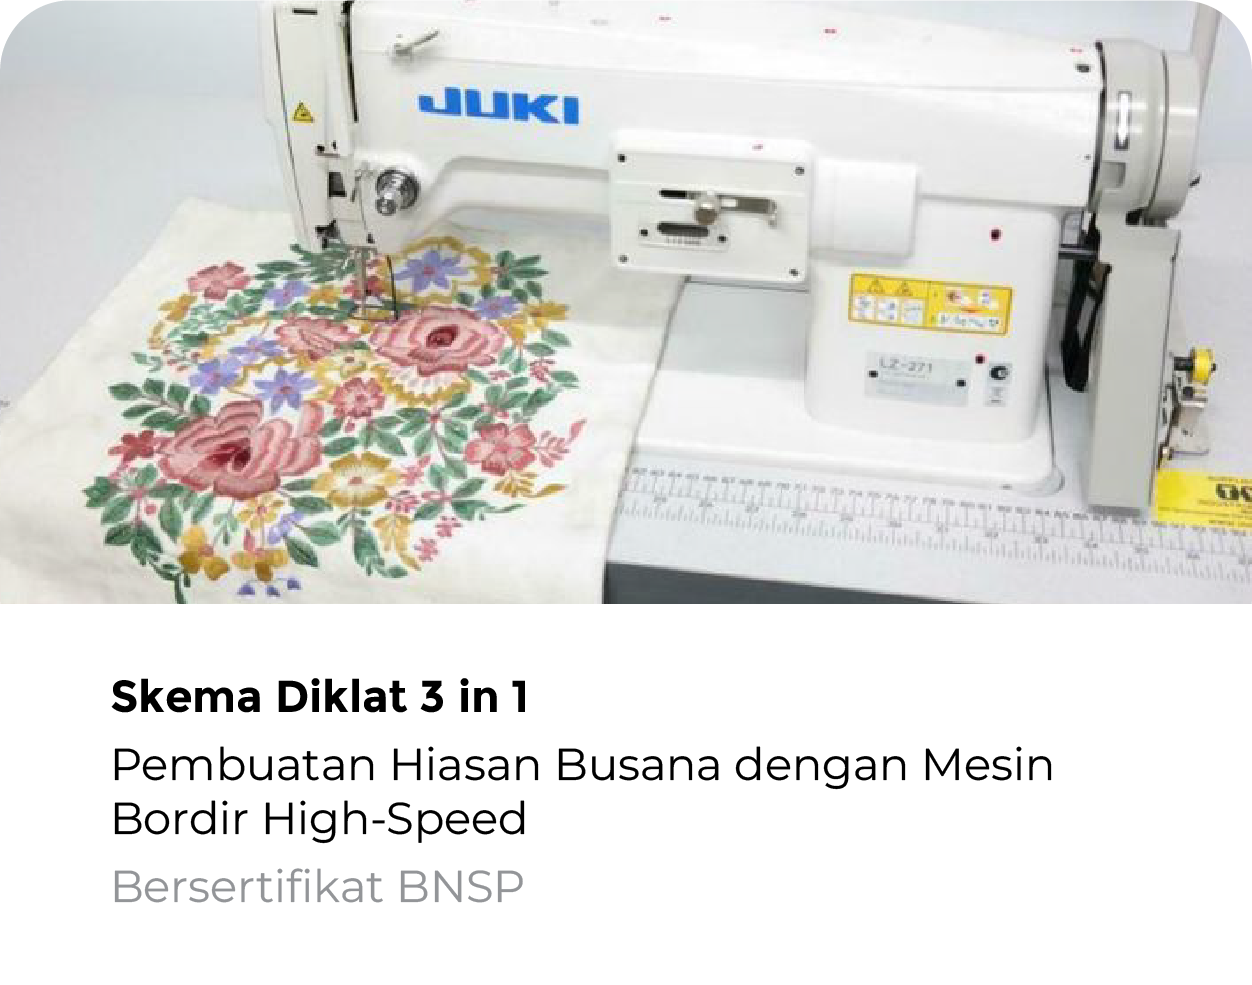 JUKI
LZ-271
Skema Diklat 3 in 1
Pembuatan Hiasan Busana dengan Mesin
Bordir High-Speed
Bersertifikat BNSP